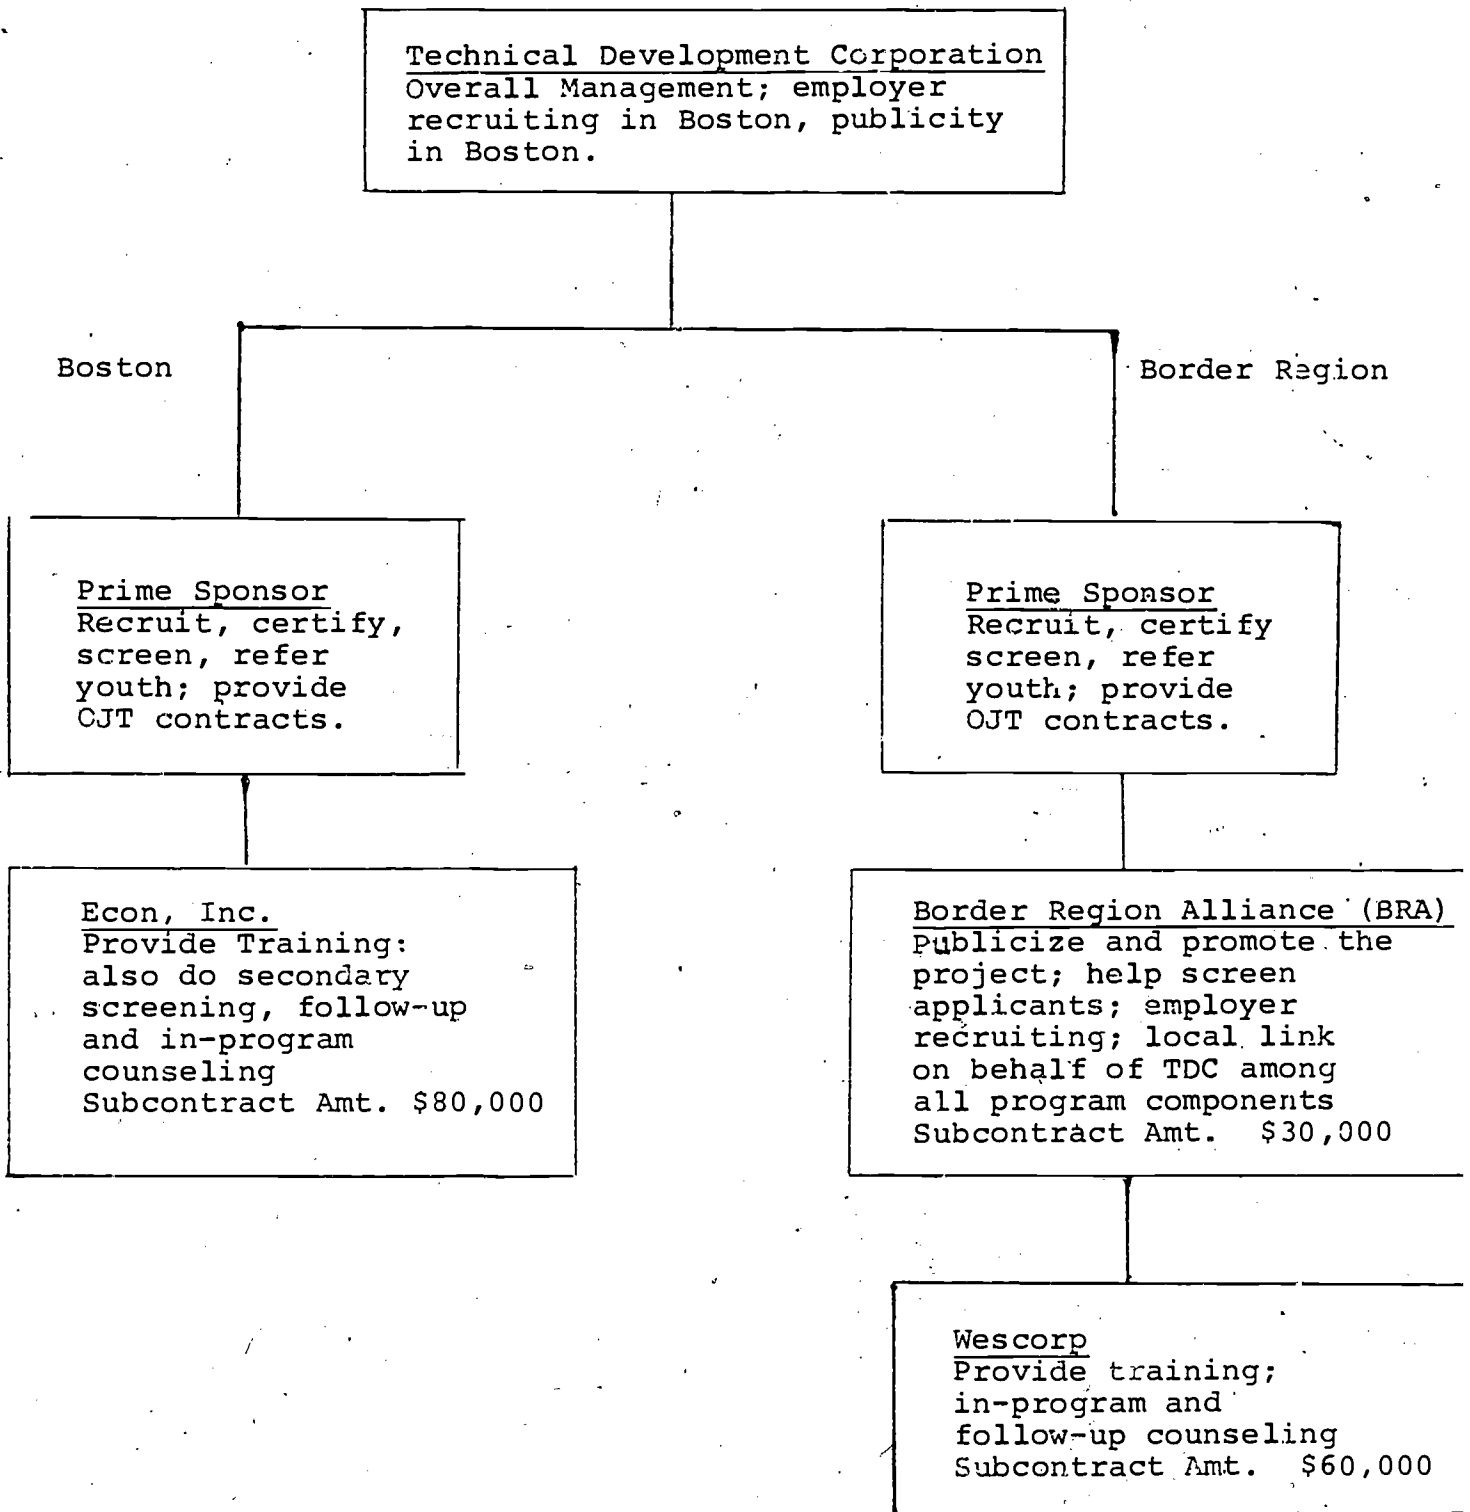 Technical Development Corporation
Overall Management; employer
recruiting in Boston, publicity
in Boston.
Boston
Border Region
Prime Sponsor
Recruit, certify,
screen, refer
youth; provide
OJT contracts.
Prime Sponsor
Recruit, certify
screen, refer
youth; provide
OJT contracts.
Econ, Inc.
Provide Training:
also do secondary
screening, follow-up
and in-program
counseling
Subcontract Amt. $80,000
Border Region Alliance (BRA)
Publicize and promote the
project; help screen
applicants; employer
recruiting; local link
on behalf of TDC among
all program components
Subcontract Amt. $30,000
Wescorp
Provide training;
in-program and
follow-up counseling
Subcontract Amt. $60,000